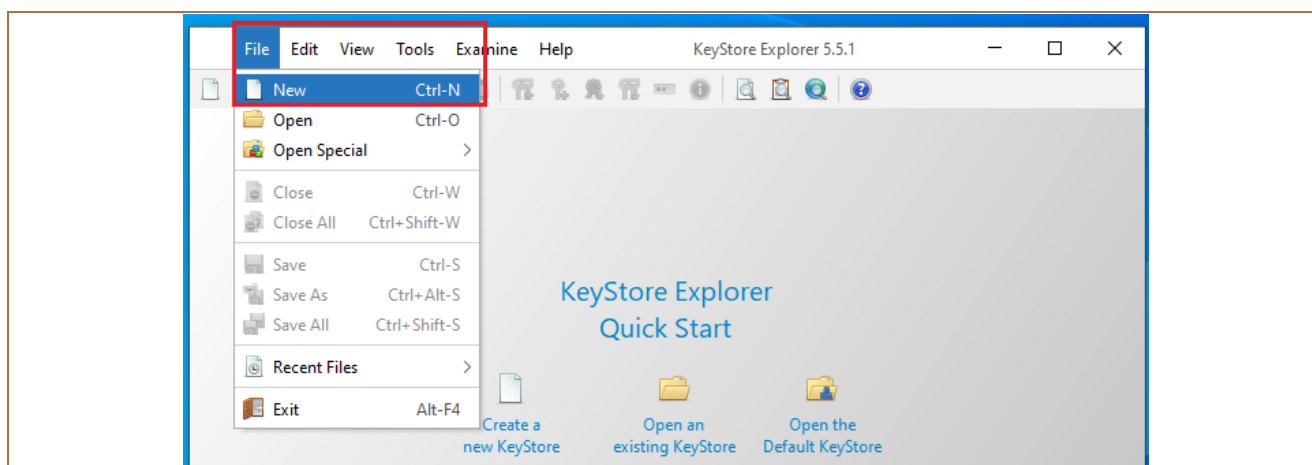 File Edit View Tools Examine Help KeyStore Explorer 5.5.1
New Ctrl-N
Open Ctrl-O
Open Special
Close Ctrl-W
Close All Ctrl+Shift-W
Save Ctrl-S
Save As Ctrl+Alt-S
Save All Ctrl+Shift-S
Recent Files
Exit Alt-F4
KeyStore Explorer
Quick Start
Create a
new KeyStore
Open an
existing KeyStore
Open the
Default KeyStore